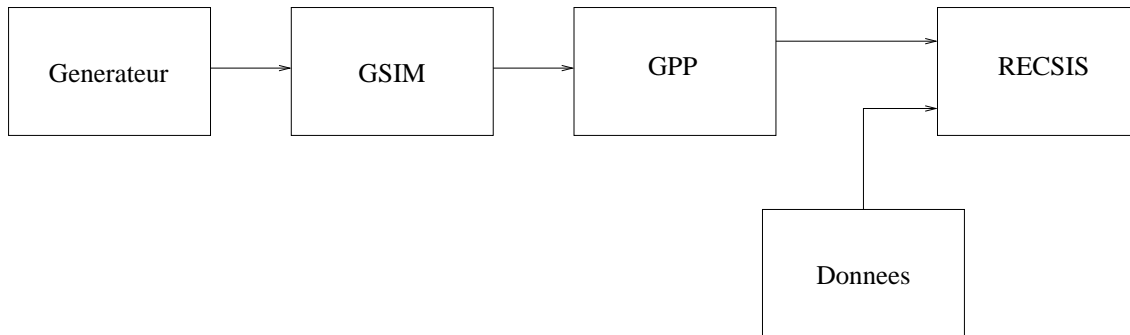 Generateur
GSIM
GPP
RECSIS
Donnees